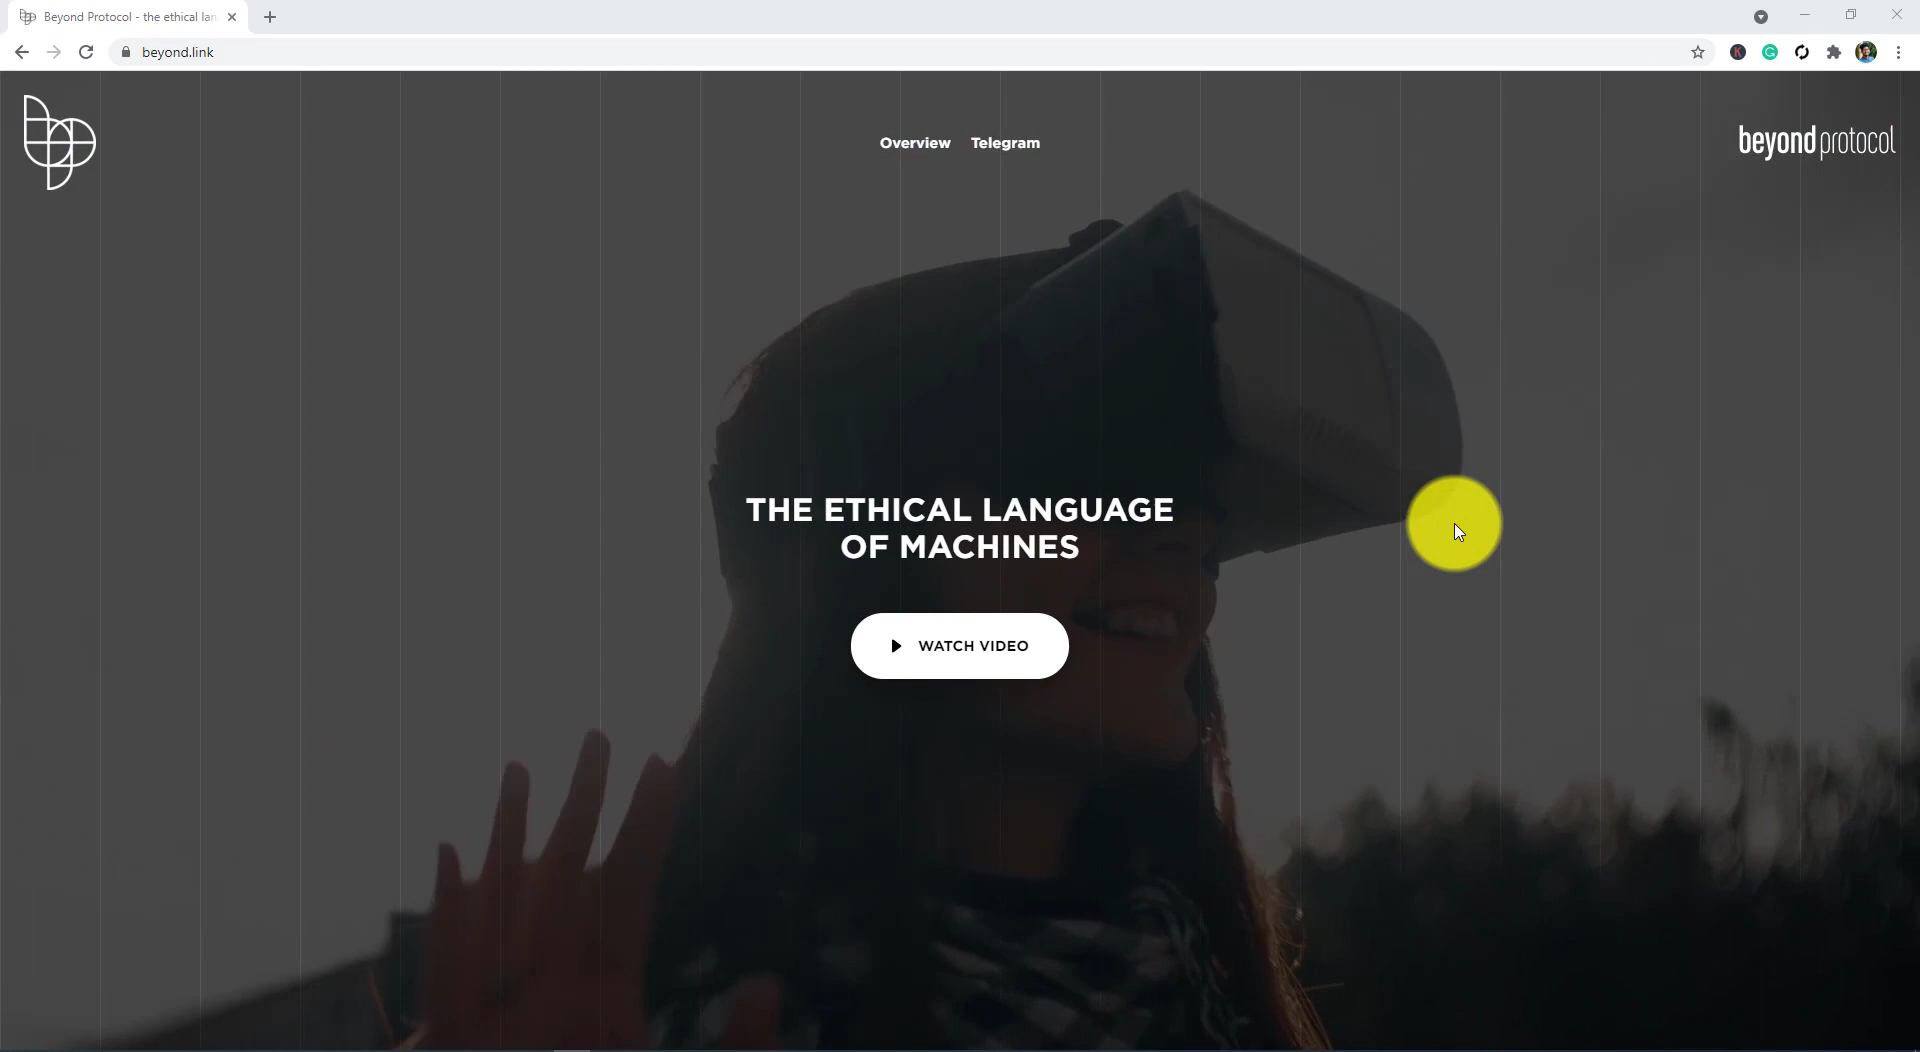 Beyond Protocol - the ethical lan
beyond.link
Overview Telegram
beyond protocol
THE ETHICAL LANGUAGE
OF MACHINES
WATCH VIDEO